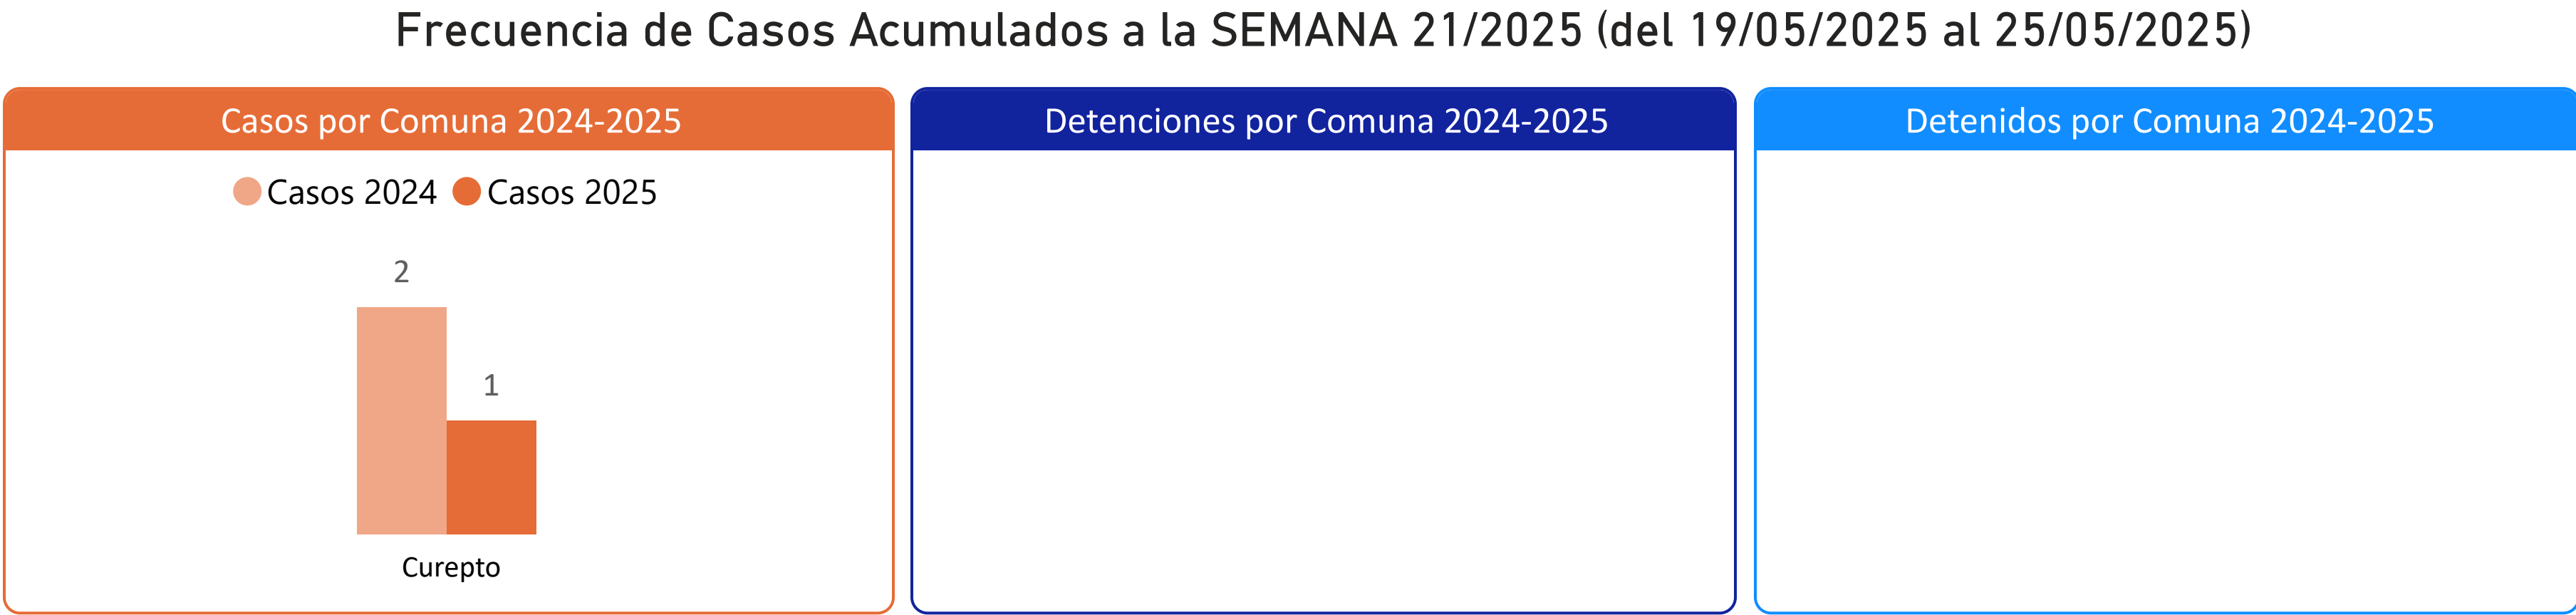 Frecuencia de Casos Acumulados a la SEMANA 21/2025 (del 19/05/2025 al 25/05/2025)
Casos por Comuna 2024-2025
Casos 2024 Casos 2025
2
1
Curepto
Detenciones por Comuna 2024-2025
Detenidos por Comuna 2024-2025